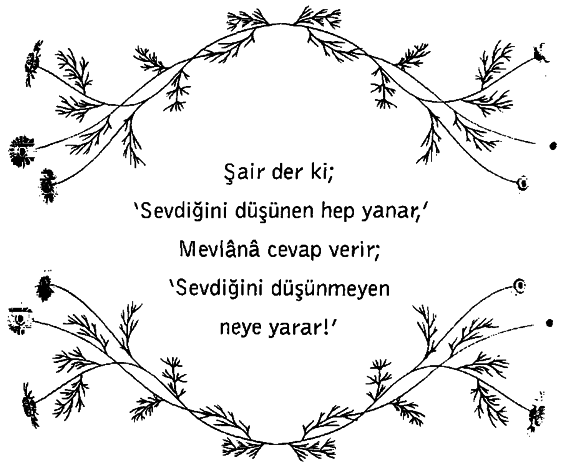 Şair der ki;
‘Sevdiğini düşünen hep yanar,’
Mevlânâ cevap verir;
‘Sevdiğini düşünmeyen
neye yarar!’